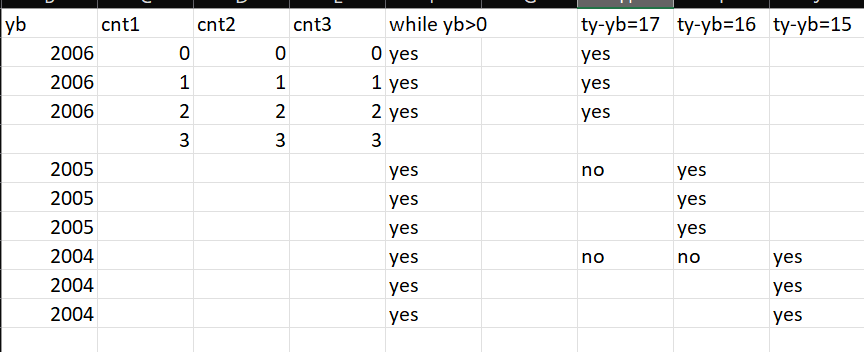 yb cnt1 cnt2 cnt3 while yb>0 ty-yb=17 ty-yb=16 ty-yb=15
2006 0 0 0 yes yes
2006 1 1 1 yes yes
2006 2 2 2 yes yes
3 3 3
2005 yes no yes
2005 yes yes
2005 yes yes
2004 yes no no yes
2004 yes yes
2004 yes yes